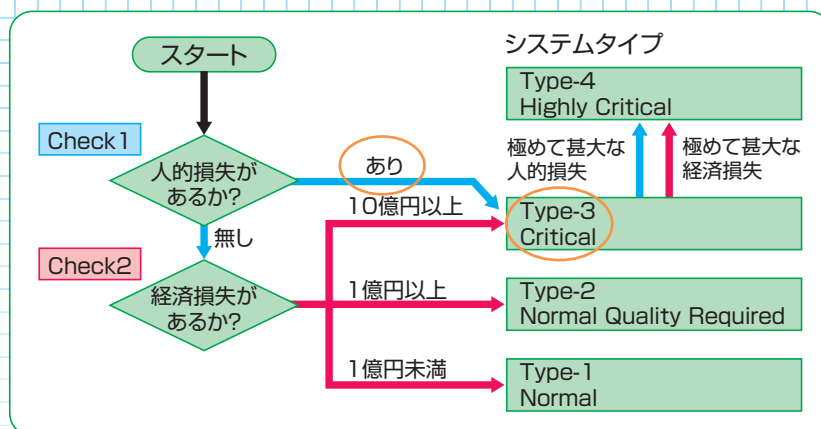 スタート
システムタイプ
Type-4
Highly Critical
Check1
人的損失が
あるか?
あり
極めて甚大な
人的損失
極めて甚大な
経済損失
10億円以上
Type-3
Critical
無し
Check2
経済損失が
あるか?
1億円以上
Type-2
Normal Quality Required
1億円未満
Type-1
Normal